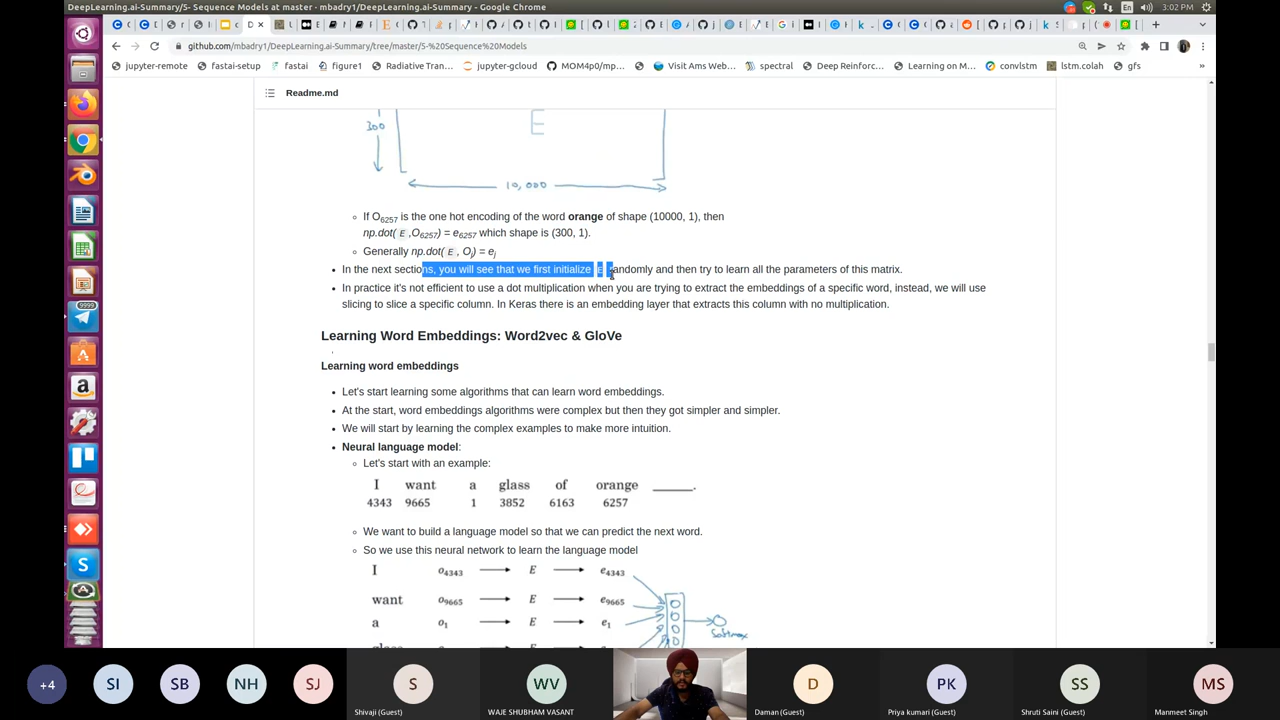 5- Sequence Models at master · mbadry1/DeepLearning.ai-Summary - Google Chrome
En
3:02 PM
github.com/mbadry1/DeepLearning.ai-Summary/tree/master/5-%20Sequence%20Models
jupyter-remote
fastai-setup
fastai
figure1
Radiative Tran...
jupyter-gcloud
MOM4p0/mp...
Visit Ams Web...
spectral
Deep Reinforc...
Learning on M...
convlstm
lstm.colah
gfs
»
Readme.md
300
E
10,000
If O6257 is the one hot encoding of the word orange of shape (10000, 1), then
np.dot( E ,O6257) = e6257 which shape is (300, 1).
Generally np.dot( E , Oj) = ej
In the next sections, you will see that we first initialize E randomly and then try to learn all the parameters of this matrix.
In practice it's not efficient to use a dot multiplication when you are trying to extract the embeddings of a specific word, instead, we will use
slicing to slice a specific column. In Keras there is an embedding layer that extracts this column with no multiplication.
Learning Word Embeddings: Word2vec & GloVe
Learning word embeddings
Let's start learning some algorithms that can learn word embeddings.
At the start, word embeddings algorithms were complex but then they got simpler and simpler.
We will start by learning the complex examples to make more intuition.
Neural language model:
Let's start with an example:
I want a glass of orange ______.
4343 9665 1 3852 6163 6257
We want to build a language model so that we can predict the next word.
So we use this neural network to learn the language model
I o4343 → E → e4343
want o9665 → E → e9665
a o1 → E → e1
Softmax
+4
SI
SB
NH
SJ
S
Shivaji (Guest)
WV
WAJE SHUBHAM VASANT
D
Daman (Guest)
PK
Priya kumari (Guest)
SS
Shruti Saini (Guest)
MS
Manmeet Singh